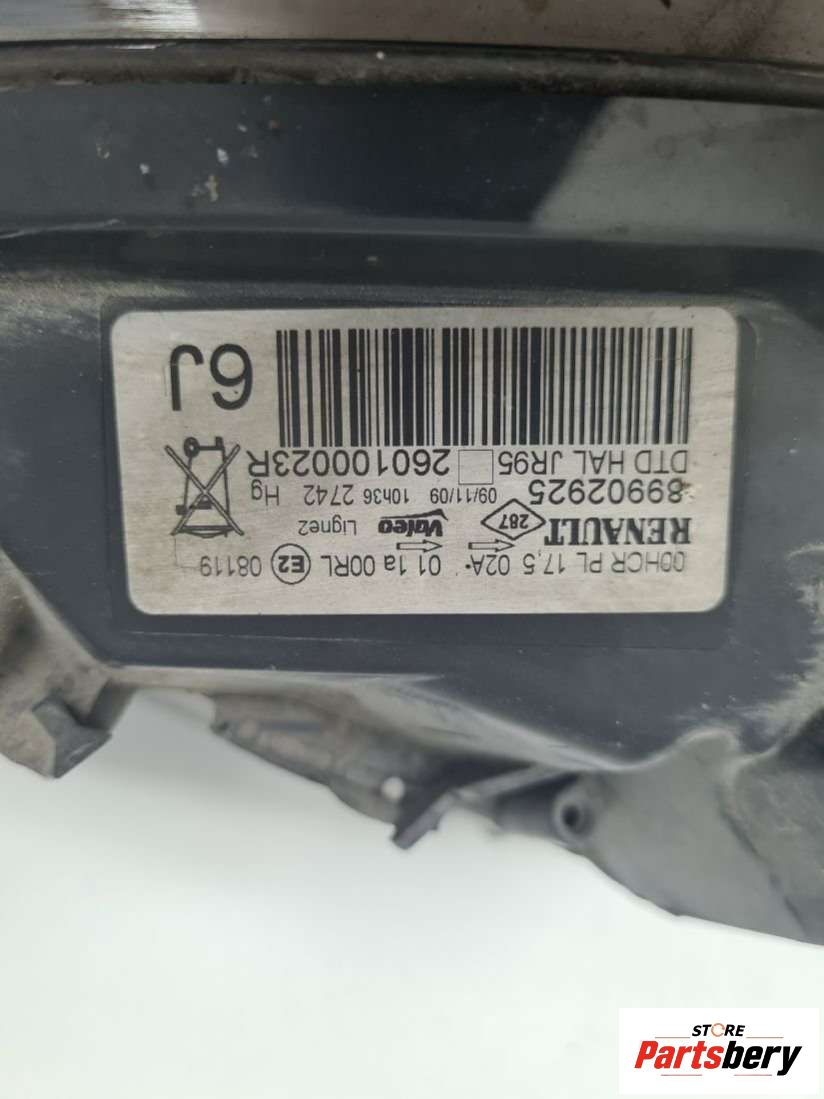 00HCR PL 17,5 02A• 01 1a 00RL E2 08119
RENAULT 287 Valeo Ligne2
89902925 09/11/09 10h36 2742 Hg
DTD HAL JR95 260100023R
6J
STORE
Partsbery